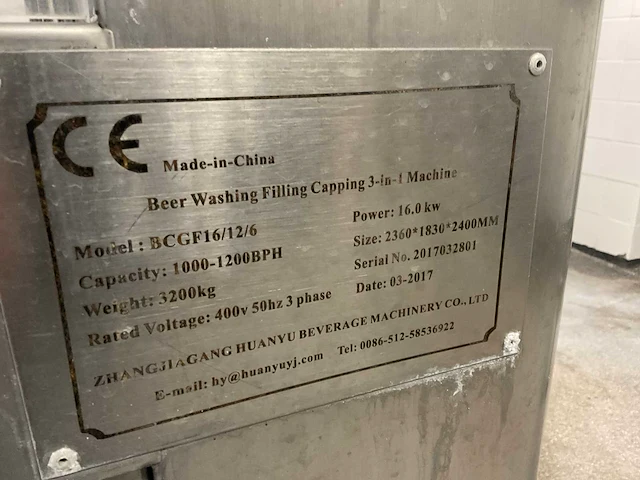 CE
Made-in-China
Beer Washing Filling Capping 3-in-1 Machine
Model : BCGF16/12/6
Power: 16.0 kw
Capacity: 1000-1200BPH
Size: 2360*1830*2400MM
Weight: 3200kg
Serial No. 2017032801
Rated Voltage: 400v 50hz 3 phase
Date: 03-2017
ZHANGJIAGANG HUANYU BEVERAGE MACHINERY CO., LTD
E-mail: hy@huanyuyj.com Tel: 0086-512-58536922